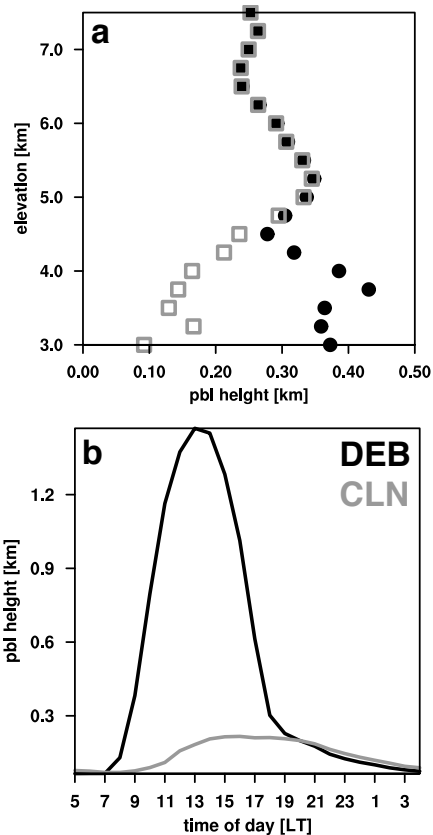 a
7.0
6.0
5.0
4.0
3.0
elevation [km]
0.00 0.10 0.20 0.30 0.40 0.50
pbl height [km]
b
DEB
CLN
1.2
0.9
0.6
0.3
pbl height [km]
5 7 9 11 13 15 17 19 21 23 1 3
time of day [LT]